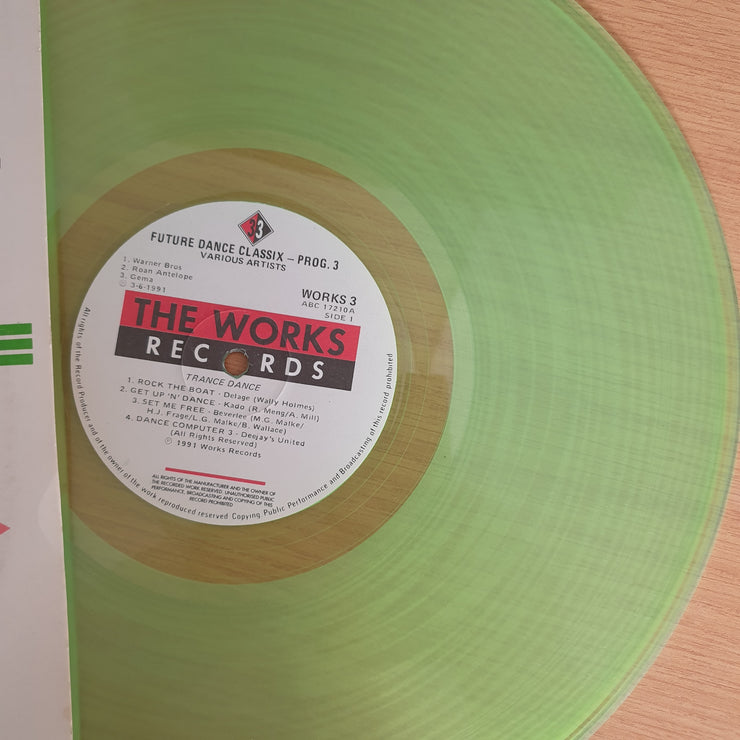 33
FUTURE DANCE CLASSIX – PROG. 3
VARIOUS ARTISTS
1. Warner Bros
2. Roan Antelope
3. Gema
℗ 3-6-1991
WORKS 3
ABC 17210A
SIDE 1
THE WORKS
RECORDS
TRANCE DANCE
1. ROCK THE BOAT - Delage (Wally Holmes)
2. GET UP 'N' DANCE - Kado (R. Meng/A. Mill)
3. SET ME FREE - Beverlee (M.G. Malke/
H.J. Frage/L.G. Malke/B. Wallace)
4. DANCE COMPUTER 3 - Deejay's United
(All Rights Reserved)
℗ 1991 Works Records
ALL RIGHTS OF THE MANUFACTURER AND THE OWNER OF
THE RECORDED WORK RESERVED. UNAUTHORISED PUBLIC
PERFORMANCE, BROADCASTING AND COPYING OF THIS
RECORD PROHIBITED
All rights of the Record Producer and of the owner of the work reproduced reserved Copying Public Performance and Broadcasting of this record prohibited